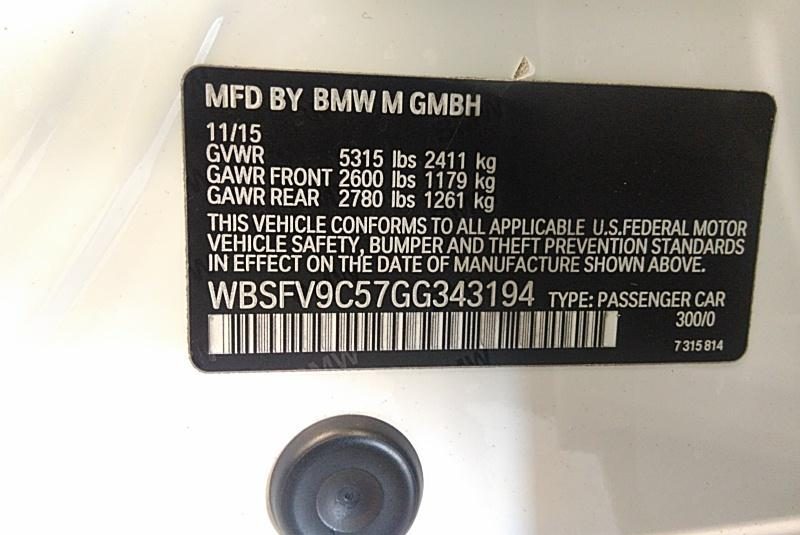 MFD BY BMW M GMBH
11/15
GVWR 5315 lbs 2411 kg
GAWR FRONT 2600 lbs 1179 kg
GAWR REAR 2780 lbs 1261 kg
THIS VEHICLE CONFORMS TO ALL APPLICABLE U.S.FEDERAL MOTOR
VEHICLE SAFETY, BUMPER AND THEFT PREVENTION STANDARDS
IN EFFECT ON THE DATE OF MANUFACTURE SHOWN ABOVE.
WBSFV9C57GG343194 TYPE: PASSENGER CAR
300/0
7 315 814